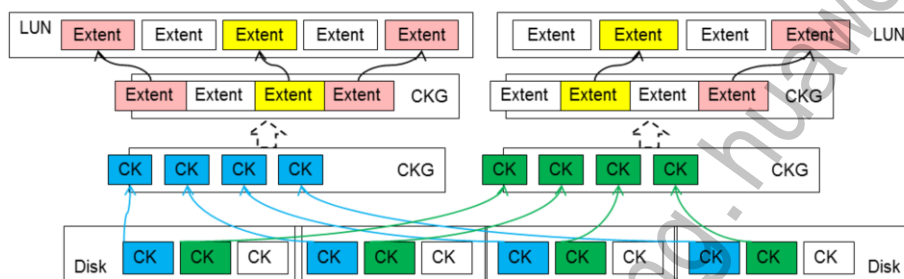 LUN Extent Extent Extent Extent Extent Extent Extent Extent Extent LUN
Extent Extent Extent Extent CKG Extent Extent Extent Extent CKG
CK CK CK CK CKG CK CK CK CK CKG
Disk CK CK CK CK CK CK CK CK CK CK CK CK Disk